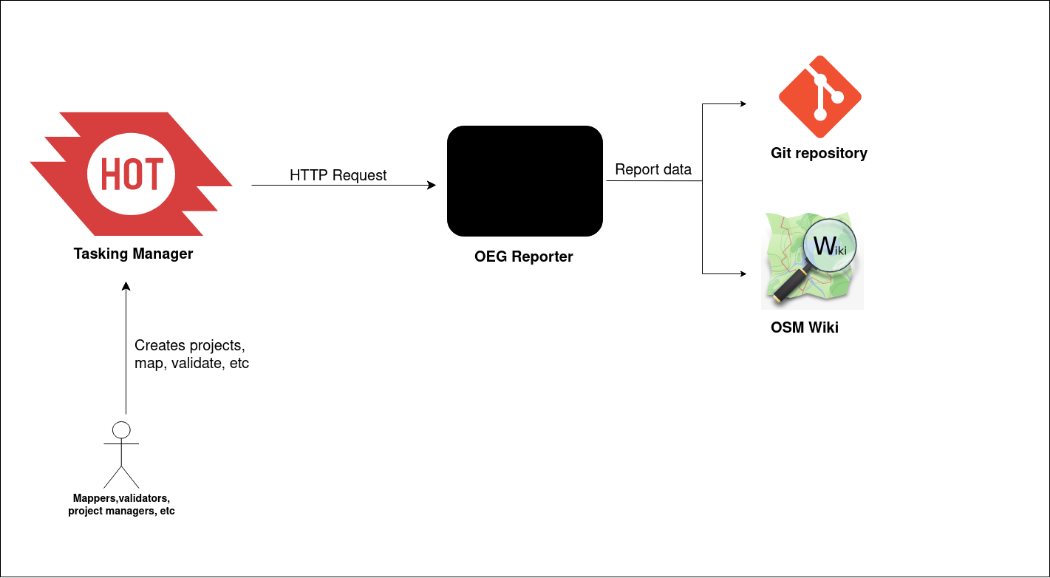 HOT
Tasking Manager
HTTP Request
OEG Reporter
Report data
Git repository
Wiki
OSM Wiki
Creates projects,
map, validate, etc
Mappers,validators,
project managers, etc